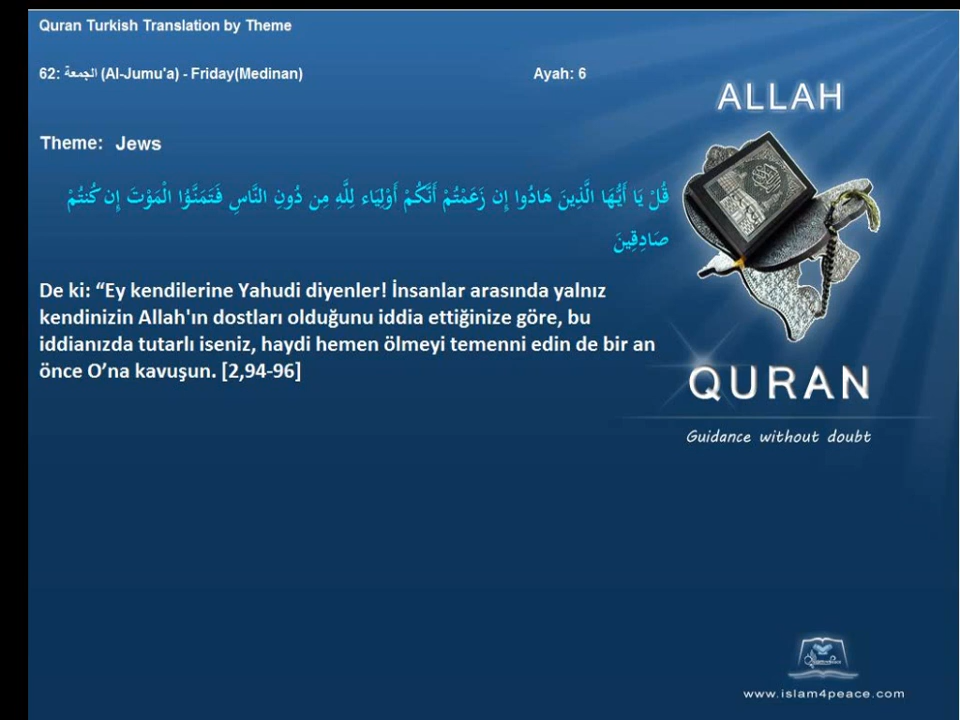 Quran Turkish Translation by Theme
62: الجمعة (Al-Jumu'a) - Friday(Medinan)
Ayah: 6
ALLAH
Theme: Jews
قُلْ يَا أَيُّهَا الَّذِينَ هَادُوا إِن زَعَمْتُمْ أَنَّكُمْ أَوْلِيَاء لِلَّهِ مِن دُونِ النَّاسِ فَتَمَنَّوُا الْمَوْتَ إِن كُنتُمْ
صَادِقِينَ
De ki: “Ey kendilerine Yahudi diyenler! İnsanlar arasında yalnız
kendinizin Allah'ın dostları olduğunu iddia ettiğinize göre, bu
iddianızda tutarlı iseniz, haydi hemen ölmeyi temenni edin de bir an
önce O’na kavuşun. [2,94-96]
QURAN
Guidance without doubt
www.islam4peace.com